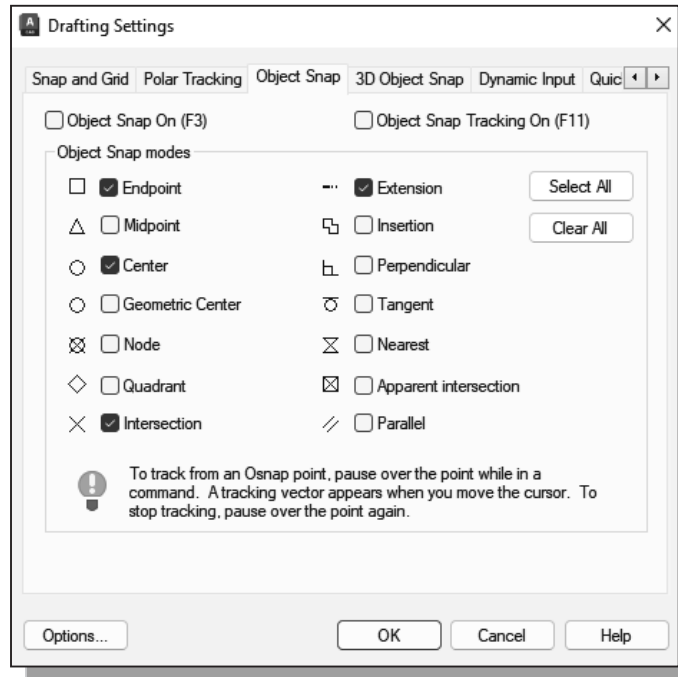 Drafting Settings
Snap and Grid Polar Tracking Object Snap 3D Object Snap Dynamic Input Quic
Object Snap On (F3) Object Snap Tracking On (F11)
Object Snap modes
Endpoint Extension Select All
Midpoint Insertion Clear All
Center Perpendicular
Geometric Center Tangent
Node Nearest
Quadrant Apparent intersection
Intersection Parallel
To track from an Osnap point, pause over the point while in a
command. A tracking vector appears when you move the cursor. To
stop tracking, pause over the point again.
Options... OK Cancel Help